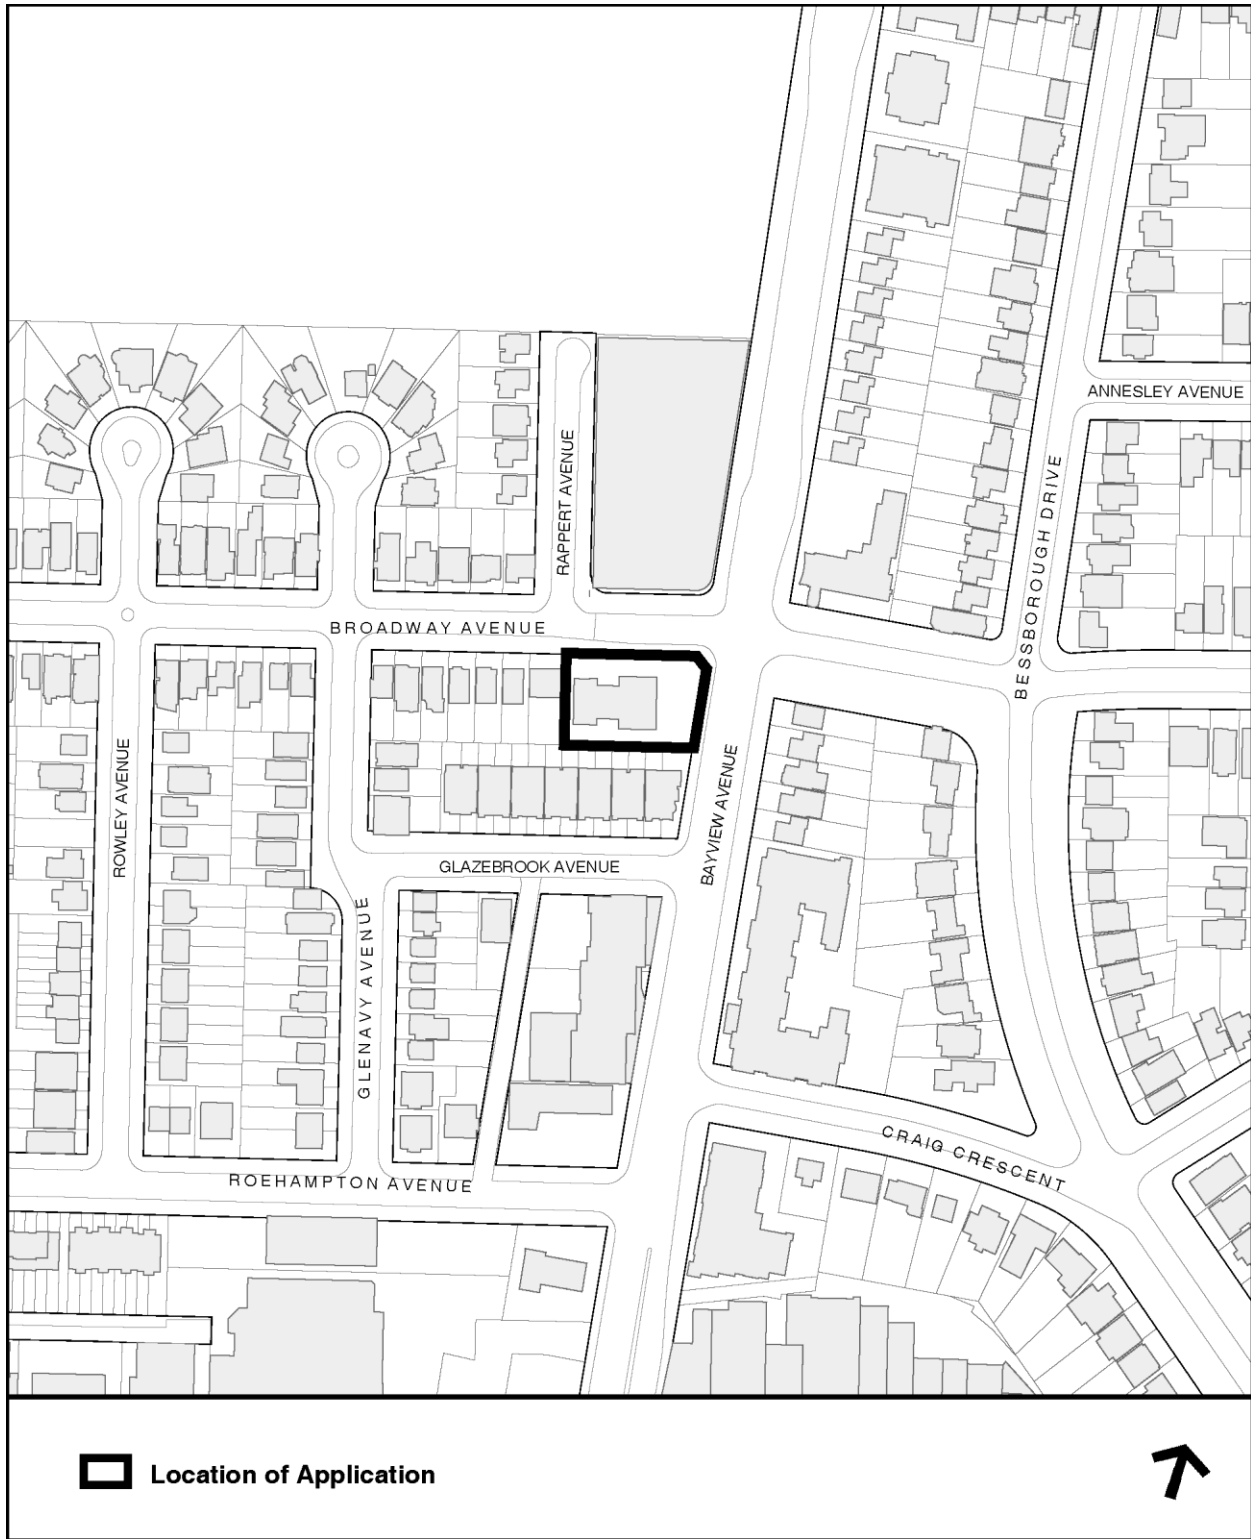 ANNESLEY AVENUE
RAPPERT AVENUE
BESSBOROUGH DRIVE
BROADWAY AVENUE
ROWLEY AVENUE
BAYVIEW AVENUE
GLAZEBROOK AVENUE
GLENAVY AVENUE
CRAIG CRESCENT
ROEHAMPTON AVENUE
Location of Application